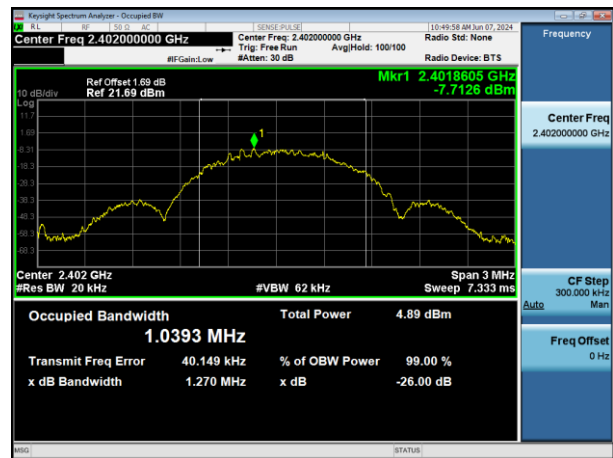 Keysight Spectrum Analyzer - Occupied BW
RL RF 50 Ω AC SENSE:PULSE 10:49:58 AM Jun 07, 2024
Center Freq 2.402000000 GHz Center Freq: 2.402000000 GHz Radio Std: None Frequency
Trig: Free Run Avg|Hold: 100/100
#IFGain:Low #Atten: 30 dB Radio Device: BTS
Ref Offset 1.69 dB Mkr1 2.4018605 GHz
10 dB/div Ref 21.69 dBm -7.7126 dBm
Log
11.7
1.69
-8.31
-18.3
-28.3
-38.3
-48.3
-58.3
-68.3
1
Center Freq
2.402000000 GHz
Center 2.402 GHz Span 3 MHz
#Res BW 20 kHz #VBW 62 kHz Sweep 7.333 ms
CF Step
300.000 kHz
Auto Man
Occupied Bandwidth Total Power 4.89 dBm
1.0393 MHz
Freq Offset
0 Hz
Transmit Freq Error 40.149 kHz % of OBW Power 99.00 %
x dB Bandwidth 1.270 MHz x dB -26.00 dB
MSG STATUS